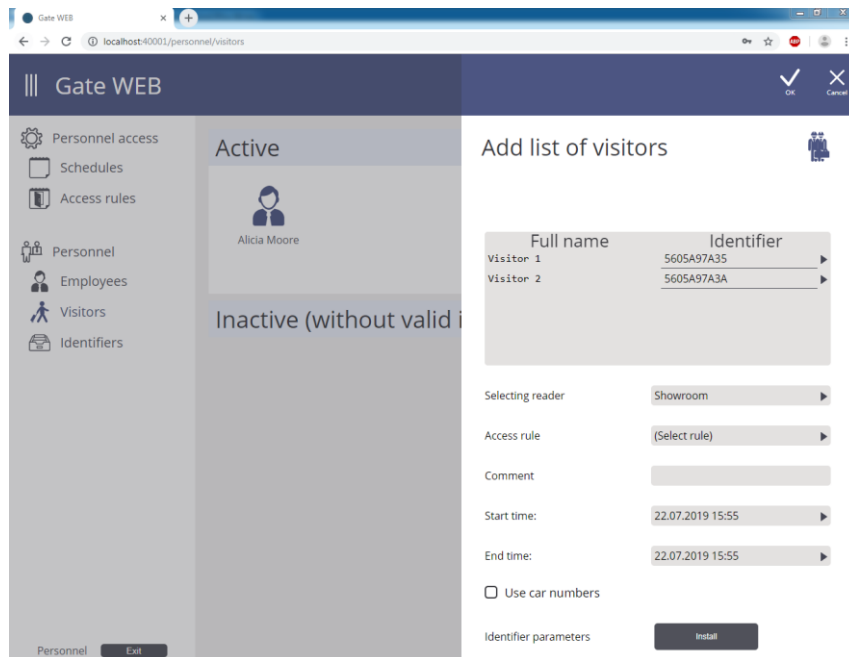 Gate WEB
localhost:40001/personnel/visitors
ABP
Gate WEB
OK
Cancel
Personnel access
Schedules
Access rules
Personnel
Employees
Visitors
Identifiers
Personnel
Exit
Active
Alicia Moore
Inactive (without valid i
Add list of visitors
Full name Identifier
Visitor 1 5605A97A35
Visitor 2 5605A97A3A
Selecting reader Showroom
Access rule (Select rule)
Comment
Start time: 22.07.2019 15:55
End time: 22.07.2019 15:55
Use car numbers
Identifier parameters Install